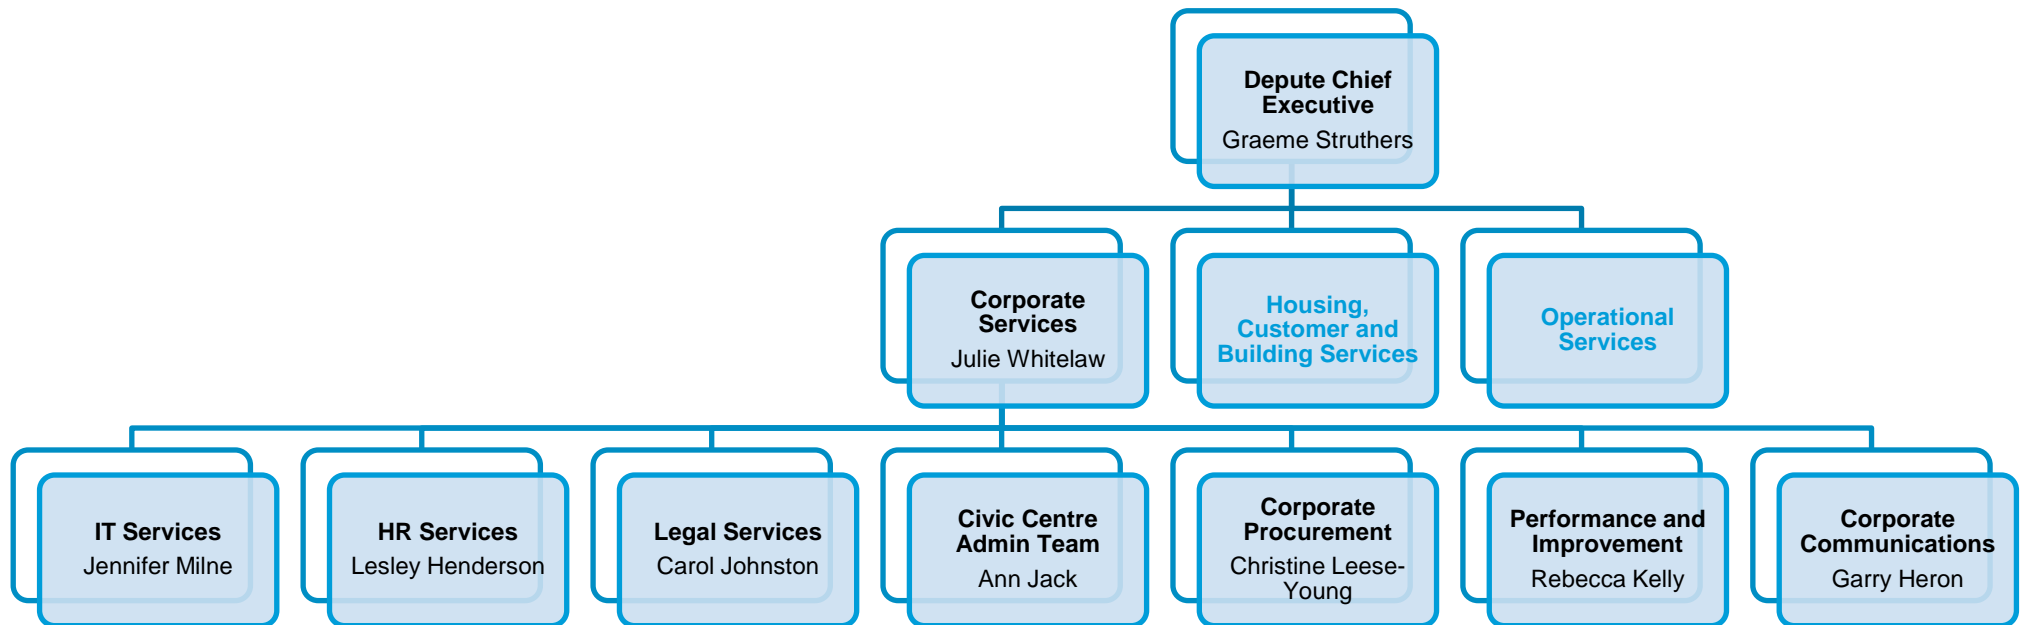 Depute Chief
Executive
Graeme Struthers
Corporate
Services
Julie Whitelaw
Housing,
Customer and
Building Services
Operational
Services
IT Services
Jennifer Milne
HR Services
Lesley Henderson
Legal Services
Carol Johnston
Civic Centre
Admin Team
Ann Jack
Corporate
Procurement
Christine Leese-
Young
Performance and
Improvement
Rebecca Kelly
Corporate
Communications
Garry Heron